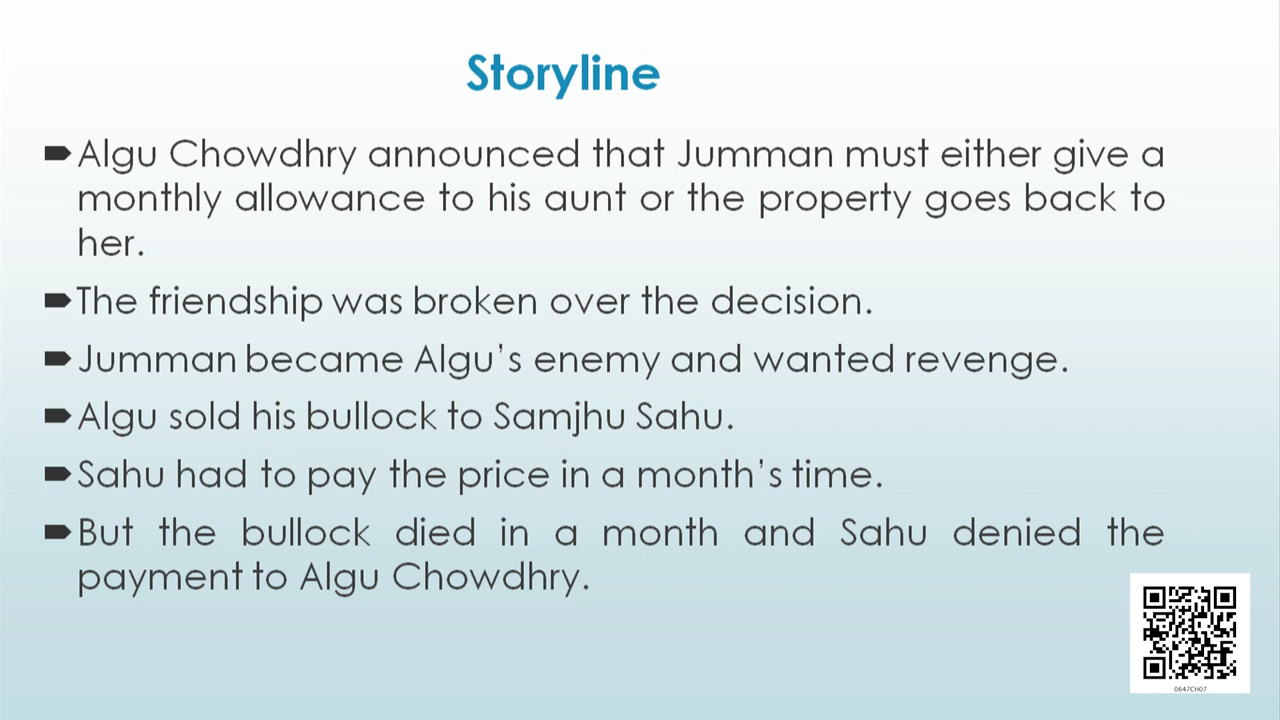 Storyline
Algu Chowdhry announced that Jumman must either give a
monthly allowance to his aunt or the property goes back to
her.
The friendship was broken over the decision.
Jumman became Algu's enemy and wanted revenge.
Algu sold his bullock to Samjhu Sahu.
Sahu had to pay the price in a month's time.
But the bullock died in a month and Sahu denied the
payment to Algu Chowdhry.
0647CH07